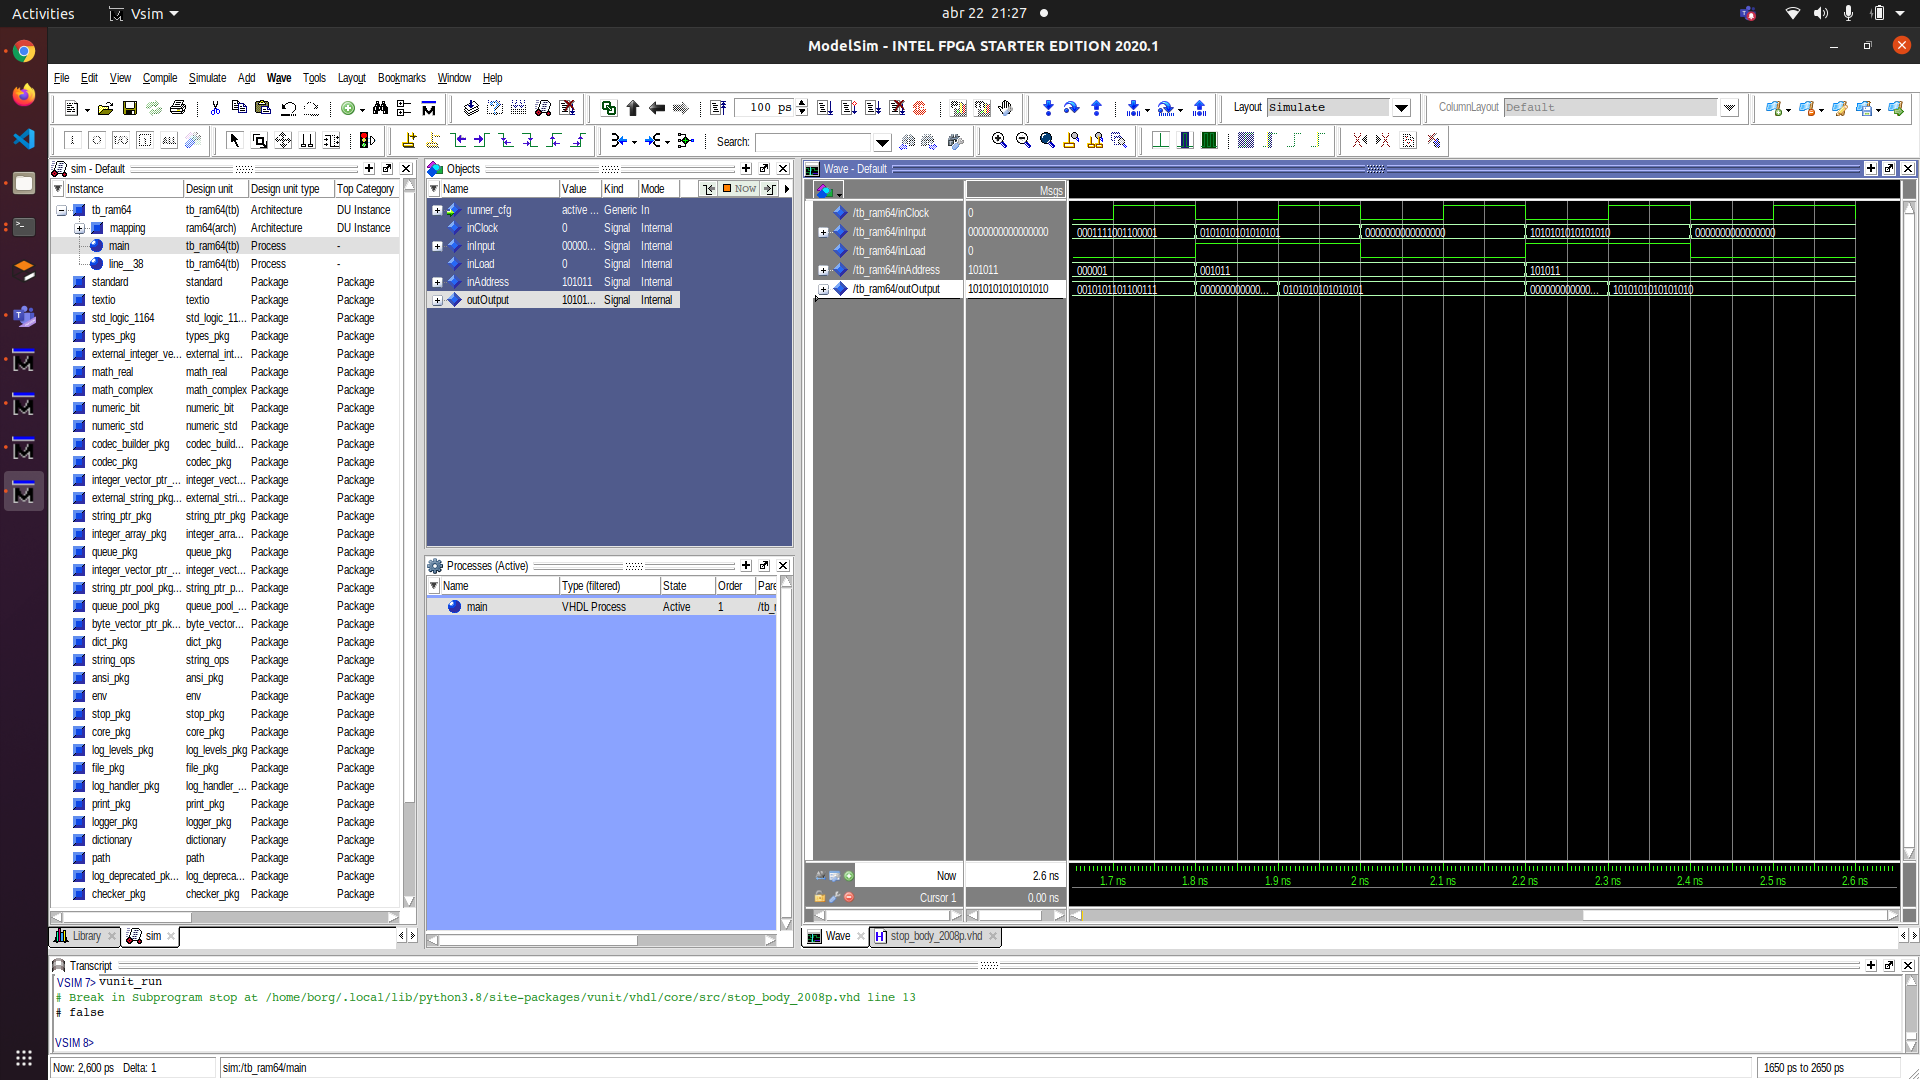 Activities
Vsim
abr 22 21:27
ModelSim - INTEL FPGA STARTER EDITION 2020.1
File Edit View Compile Simulate Add Wave Tools Layout Bookmarks Window Help
100 ps
Layout Simulate
ColumnLayout Default
Search:
sim - Default
Instance Design unit Design unit type Top Category
tb_ram64 tb_ram64(tb) Architecture DU Instance
mapping ram64(arch) Architecture DU Instance
main tb_ram64(tb) Process -
line__38 tb_ram64(tb) Process -
standard standard Package Package
textio textio Package Package
std_logic_1164 std_logic_11... Package Package
types_pkg types_pkg Package Package
external_integer_ve... external_int... Package Package
math_real math_real Package Package
math_complex math_complex Package Package
numeric_bit numeric_bit Package Package
numeric_std numeric_std Package Package
codec_builder_pkg codec_build... Package Package
codec_pkg codec_pkg Package Package
integer_vector_ptr_... integer_vect... Package Package
external_string_pkg... external_stri... Package Package
string_ptr_pkg string_ptr_pkg Package Package
integer_array_pkg integer_arra... Package Package
queue_pkg queue_pkg Package Package
integer_vector_ptr_... integer_vect... Package Package
string_ptr_pool_pkg... string_ptr_p... Package Package
queue_pool_pkg queue_pool_... Package Package
byte_vector_ptr_pk... byte_vector... Package Package
dict_pkg dict_pkg Package Package
string_ops string_ops Package Package
ansi_pkg ansi_pkg Package Package
env env Package Package
stop_pkg stop_pkg Package Package
core_pkg core_pkg Package Package
log_levels_pkg log_levels_pkg Package Package
file_pkg file_pkg Package Package
log_handler_pkg log_handler_... Package Package
print_pkg print_pkg Package Package
logger_pkg logger_pkg Package Package
dictionary dictionary Package Package
path path Package Package
log_deprecated_pk... log_depreca... Package Package
checker_pkg checker_pkg Package Package
Library sim
Objects
Name Value Kind Mode Now
runner_cfg active ... Generic In
inClock 0 Signal Internal
inInput 00000... Signal Internal
inLoad 0 Signal Internal
inAddress 101011 Signal Internal
outOutput 10101... Signal Internal
Processes (Active)
Name Type (filtered) State Order Pare
main VHDL Process Active 1 /tb_r
Wave - Default
Msgs
/tb_ram64/inClock 0
/tb_ram64/inInput 0000000000000000 0001111001100001 0101010101010101 0000000000000000 1010101010101010 0000000000000000
/tb_ram64/inLoad 0
/tb_ram64/inAddress 101011 000001 001011 101011
/tb_ram64/outOutput 1010101010101010 0010101101100111 000000000000... 0101010101010101 000000000000... 1010101010101010
Now 2.6 ns
1.7 ns 1.8 ns 1.9 ns 2 ns 2.1 ns 2.2 ns 2.3 ns 2.4 ns 2.5 ns 2.6 ns
Cursor 1 0.00 ns
Wave stop_body_2008p.vhd
Transcript
VSIM 7> vunit_run
# Break in Subprogram stop at /home/borg/.local/lib/python3.8/site-packages/vunit/vhdl/core/src/stop_body_2008p.vhd line 13
# false
VSIM 8>
Now: 2,600 ps Delta: 1
sim:/tb_ram64/main
1650 ps to 2650 ps